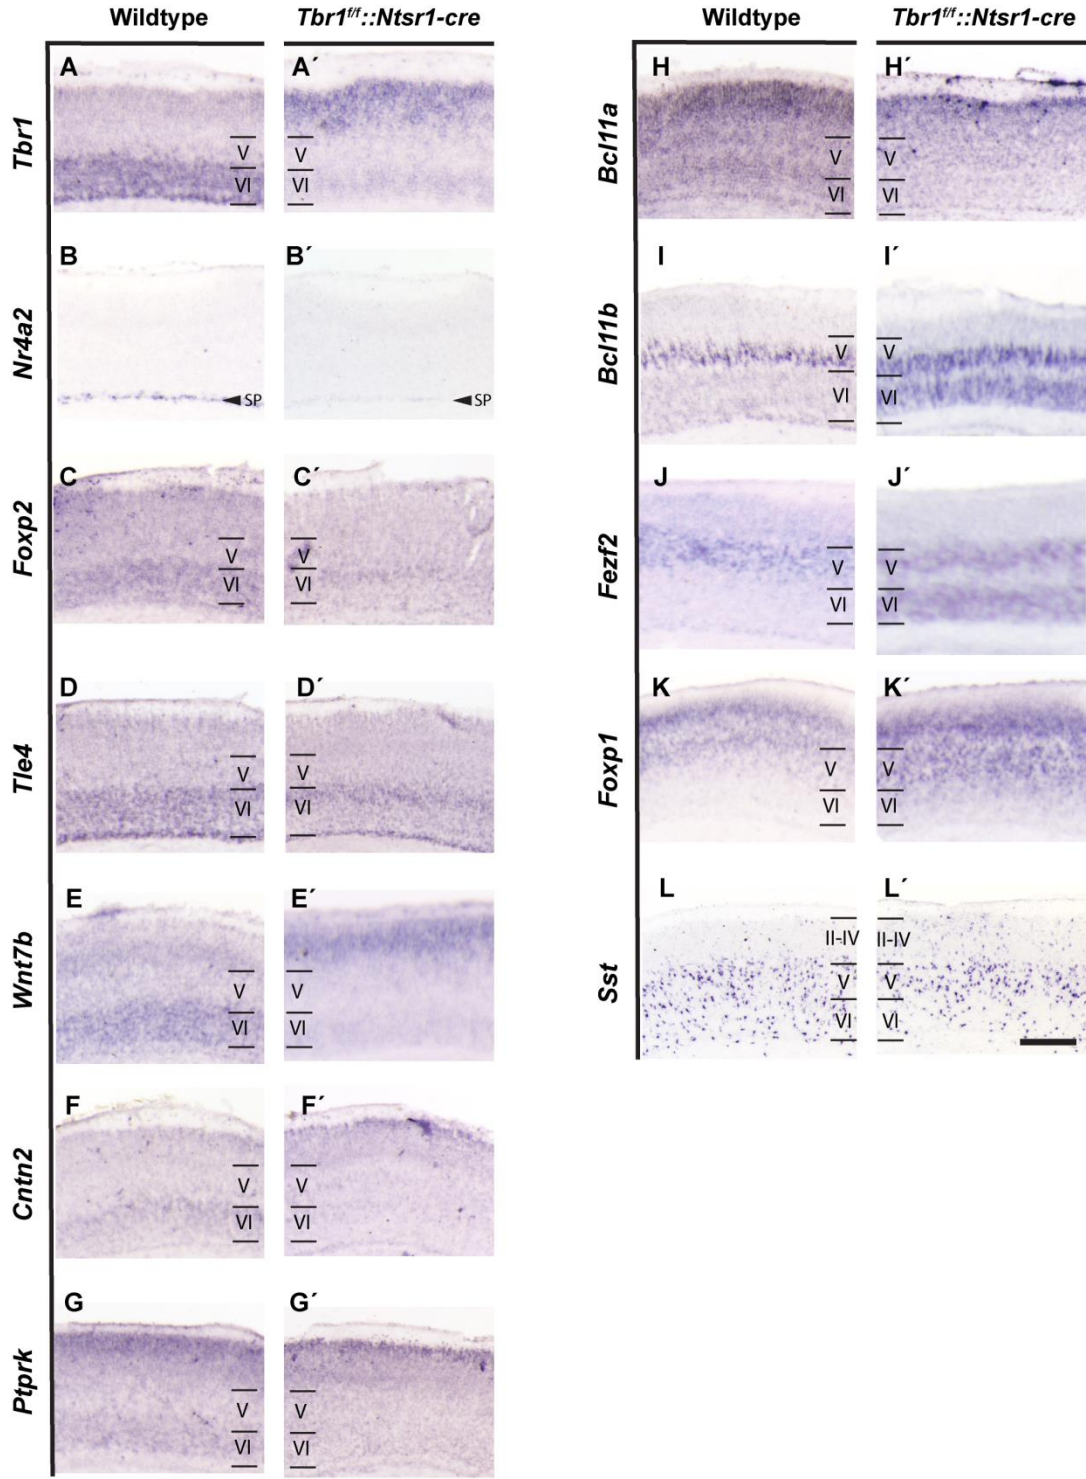 Wildtype Tbr1f/f::Ntsr1-cre
A A´
Tbr1
V V
VI VI
B B´
Nr4a2
SP SP
C C´
Foxp2
V V
VI VI
D D´
Tle4
V V
VI VI
E E´
Wnt7b
V V
VI VI
F F´
Cntn2
V V
VI VI
G G´
Ptprk
V V
VI VI
Wildtype Tbr1f/f::Ntsr1-cre
H H´
Bcl11a
V V
VI VI
I I´
Bcl11b
V V
VI VI
J J´
Fezf2
V V
VI VI
K K´
Foxp1
V V
VI VI
L L´
Sst
II-IV II-IV
V V
VI VI